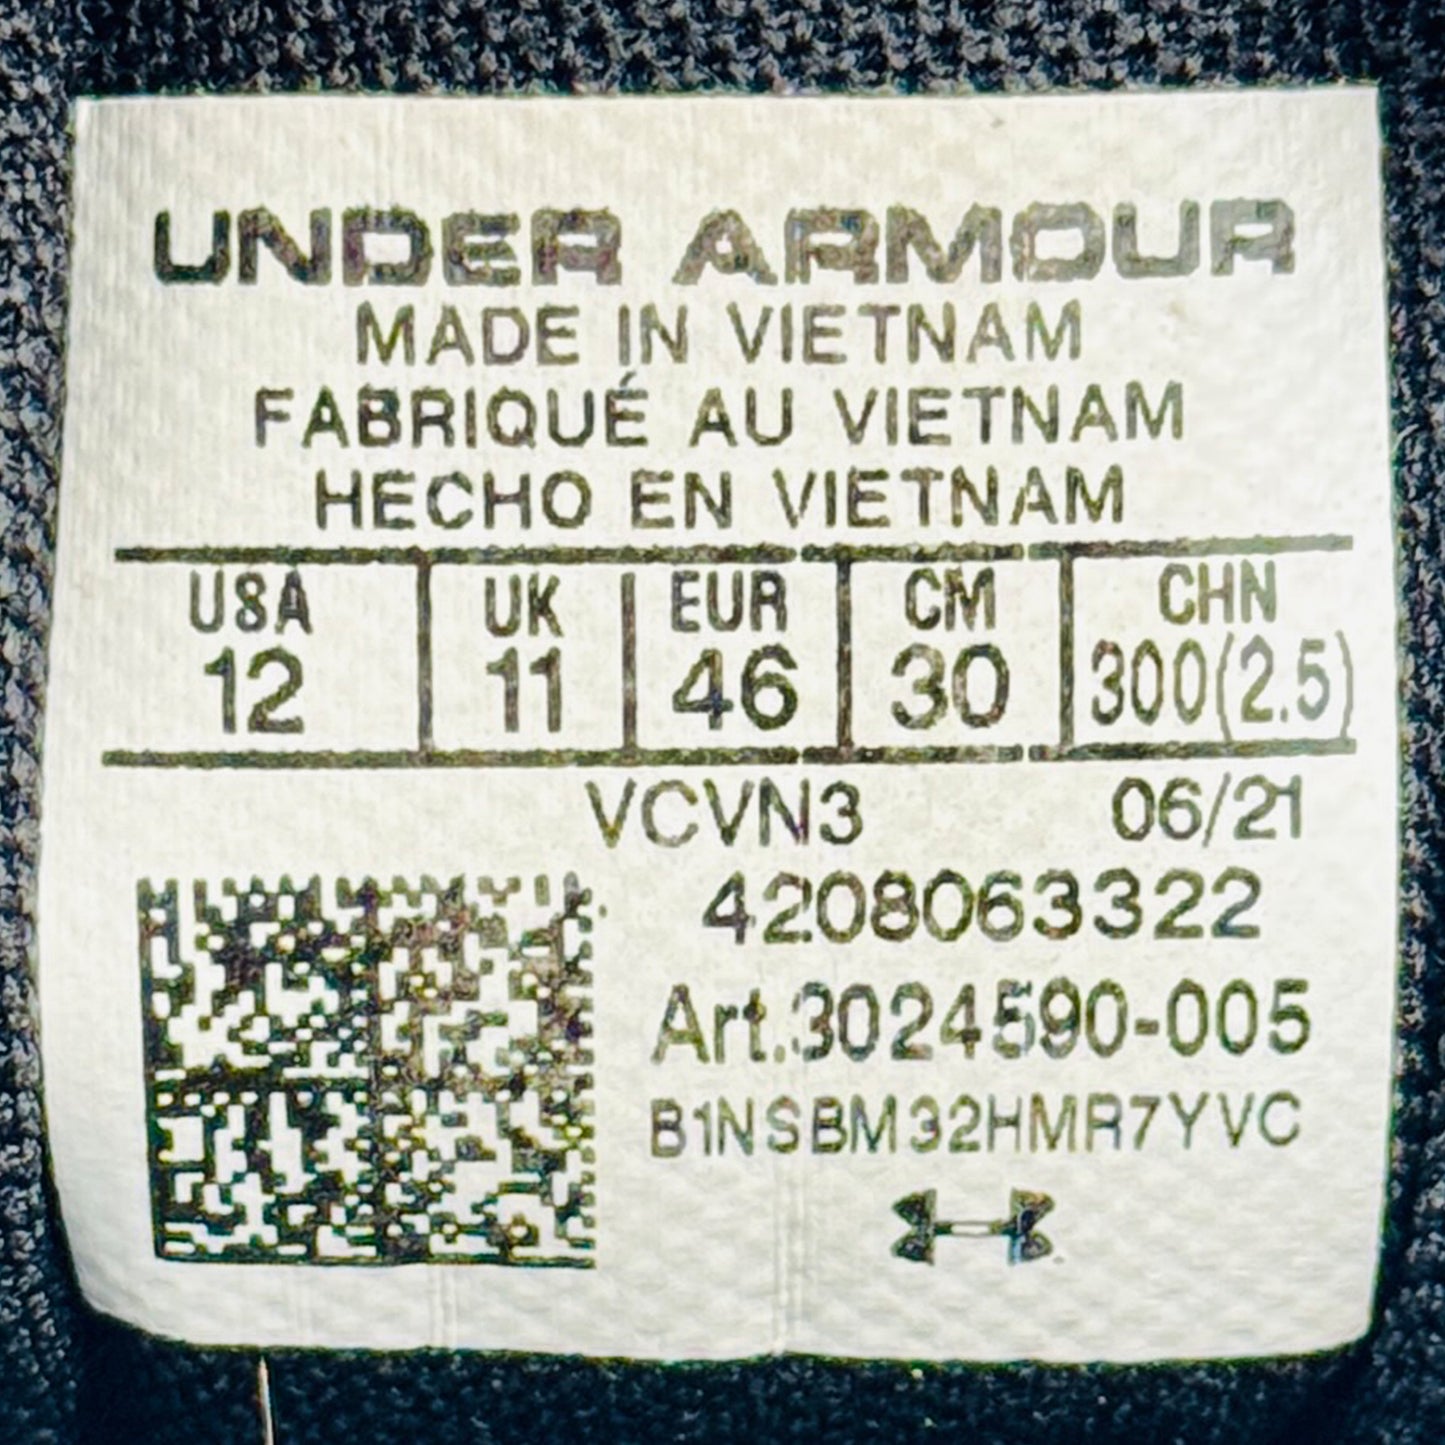 UNDER ARMOUR
MADE IN VIETNAM
FABRIQUÉ AU VIETNAM
HECHO EN VIETNAM
USA UK EUR CM CHN
12 11 46 30 300(2.5)
VCVN3 06/21
4208063322
Art.3024590-005
B1NSBM32HMR7YVC